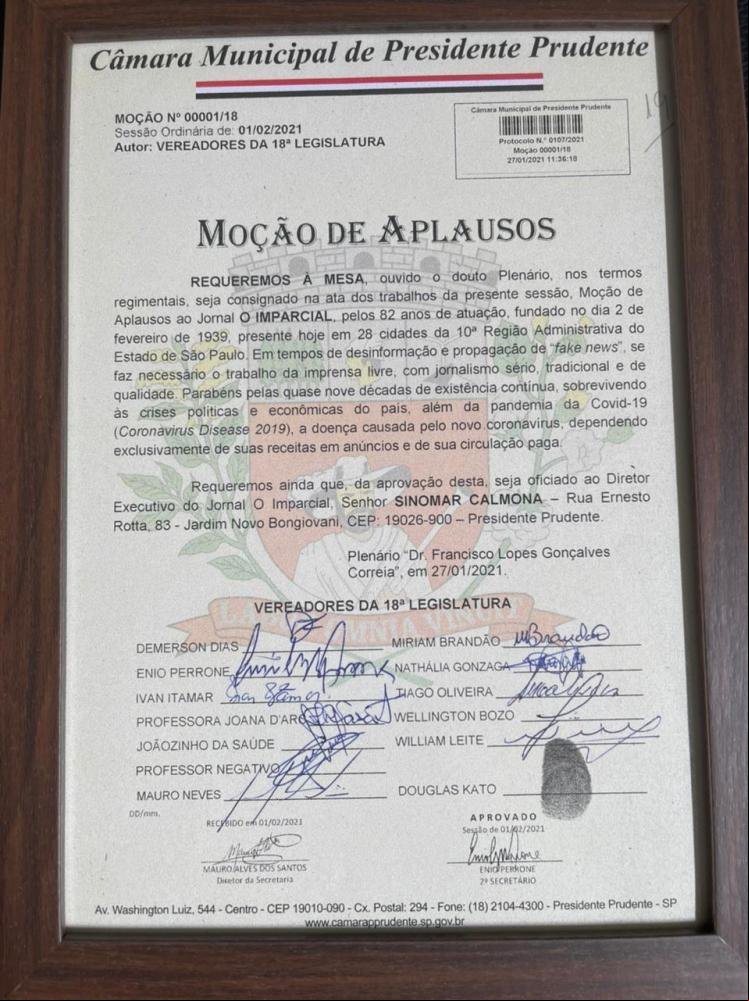 Câmara Municipal de Presidente Prudente
MOÇÃO Nº 00001/18
Sessão Ordinária de: 01/02/2021
Autor: VEREADORES DA 18ª LEGISLATURA
Câmara Municipal de Presidente Prudente
Protocolo N.° 0107/2021
Moção 00001/18
27/01/2021 11:36:18
19
MOÇÃO DE APLAUSOS
REQUEREMOS À MESA, ouvido o douto Plenário, nos termos
regimentais, seja consignado na ata dos trabalhos da presente sessão, Moção de
Aplausos ao Jornal O IMPARCIAL, pelos 82 anos de atuação, fundado no dia 2 de
fevereiro de 1939, presente hoje em 28 cidades da 10ª Região Administrativa do
Estado de São Paulo. Em tempos de desinformação e propagação de “fake news”, se
faz necessário o trabalho da imprensa livre, com jornalismo sério, tradicional e de
qualidade. Parabéns pelas quase nove décadas de existência contínua, sobrevivendo
às crises políticas e econômicas do país, além da pandemia da Covid-19
(Coronavirus Disease 2019), a doença causada pelo novo coronavírus, dependendo
exclusivamente de suas receitas em anúncios e de sua circulação paga.
Requeremos ainda que, da aprovação desta, seja oficiado ao Diretor
Executivo do Jornal O Imparcial, Senhor SINOMAR CALMONA – Rua Ernesto
Rotta, 83 - Jardim Novo Bongiovani, CEP: 19026-900 – Presidente Prudente.
Plenário “Dr. Francisco Lopes Gonçalves
Correia”, em 27/01/2021.
VEREADORES DA 18ª LEGISLATURA
DEMERSON DIAS MIRIAM BRANDÃO MBrandão
ENIO PERRONE NATHÁLIA GONZAGA
IVAN ITAMAR Ivan Itamar TIAGO OLIVEIRA
PROFESSORA JOANA D'ARC WELLINGTON BOZO
JOÃOZINHO DA SAÚDE WILLIAM LEITE
PROFESSOR NEGATIVO
MAURO NEVES DOUGLAS KATO
DD/mm.
RECEBIDO em 01/02/2021
MAURO ALVES DOS SANTOS
Diretor da Secretaria
APROVADO
Sessão de 01/02/2021
ENIO PERRONE
2º SECRETÁRIO
Av. Washington Luiz, 544 - Centro - CEP 19010-090 - Cx. Postal: 294 - Fone: (18) 2104-4300 - Presidente Prudente - SP
www.camarapprudente.sp.gov.br